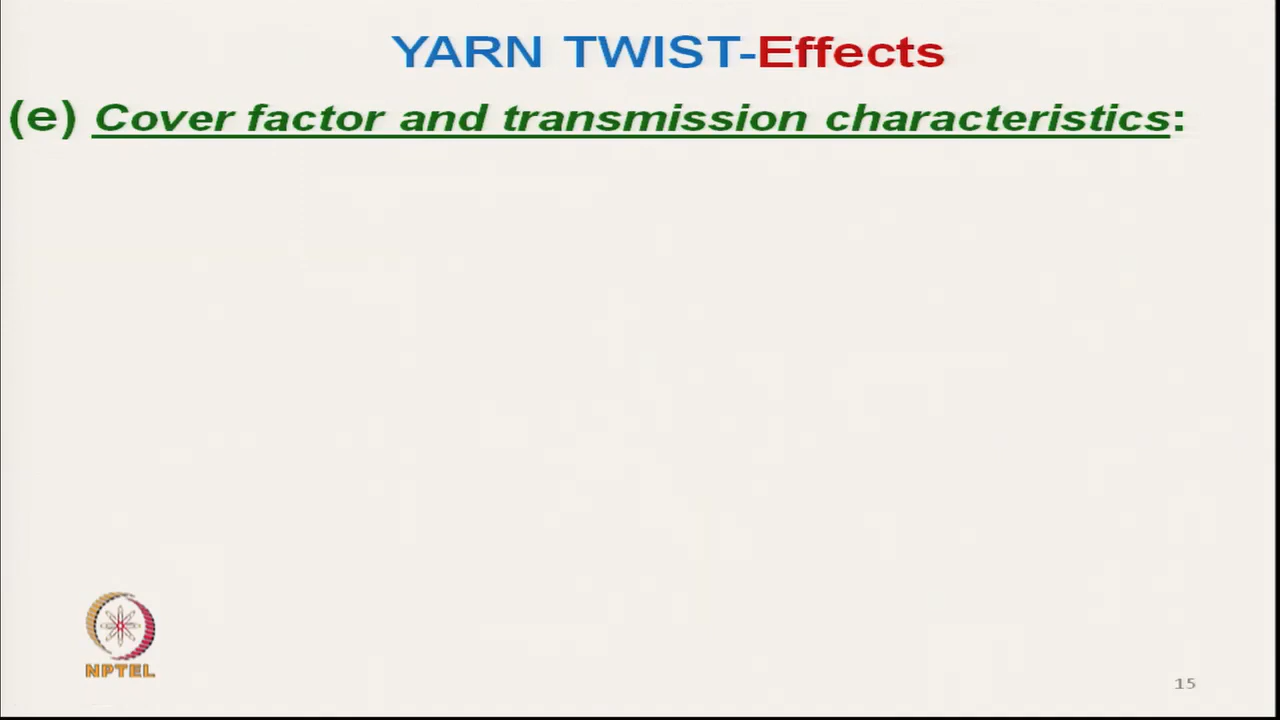 YARN TWIST-Effects
(e) Cover factor and transmission characteristics:
NPTEL
15